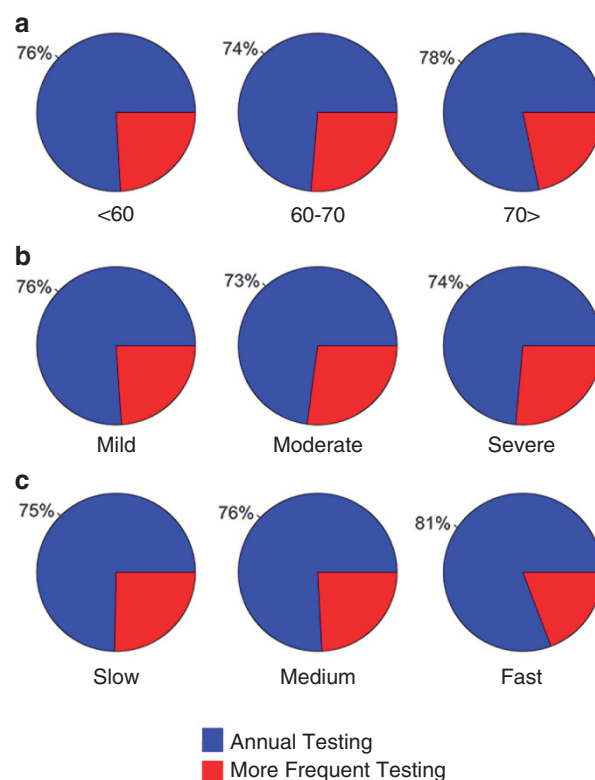 a
76% 74% 78%
<60 60-70 70>
b
76% 73% 74%
Mild Moderate Severe
c
75% 76% 81%
Slow Medium Fast
Annual Testing
More Frequent Testing